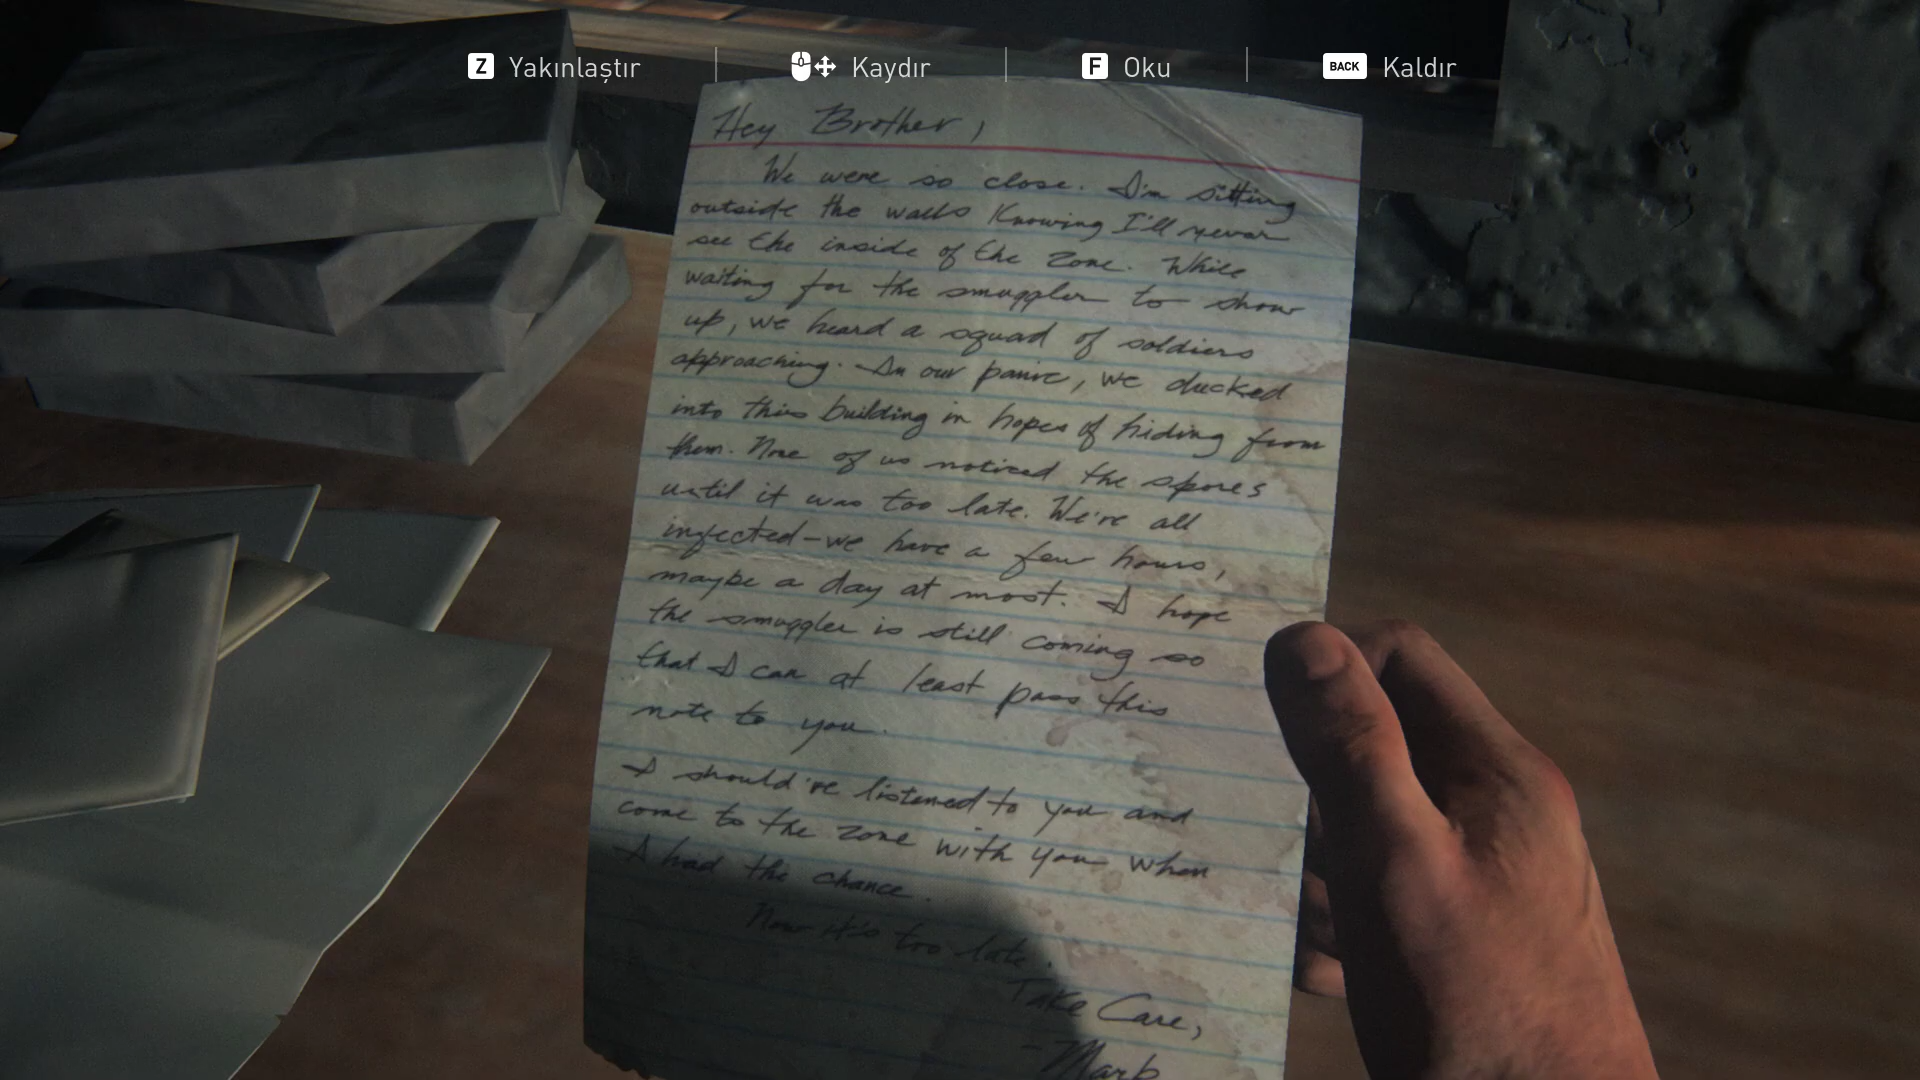 Z Yakınlaştır
Kaydır
F Oku
BACK Kaldır
Hey Brother,
We were so close. I'm sitting
outside the walls Knowing I'll never
see the inside of the zone. While
waiting for the smuggler to show
up, we heard a squad of soldiers
approaching. In our panic, we ducked
into this building in hopes of hiding from
them. None of us noticed the spores
until it was too late. We're all
infected-we have a few hours,
maybe a day at most. I hope
the smuggler is still coming so
that I can at least pass this
note to you.
I should've listened to you and
come to the zone with you when
I had the chance.
Now it's too late.
Take Care,